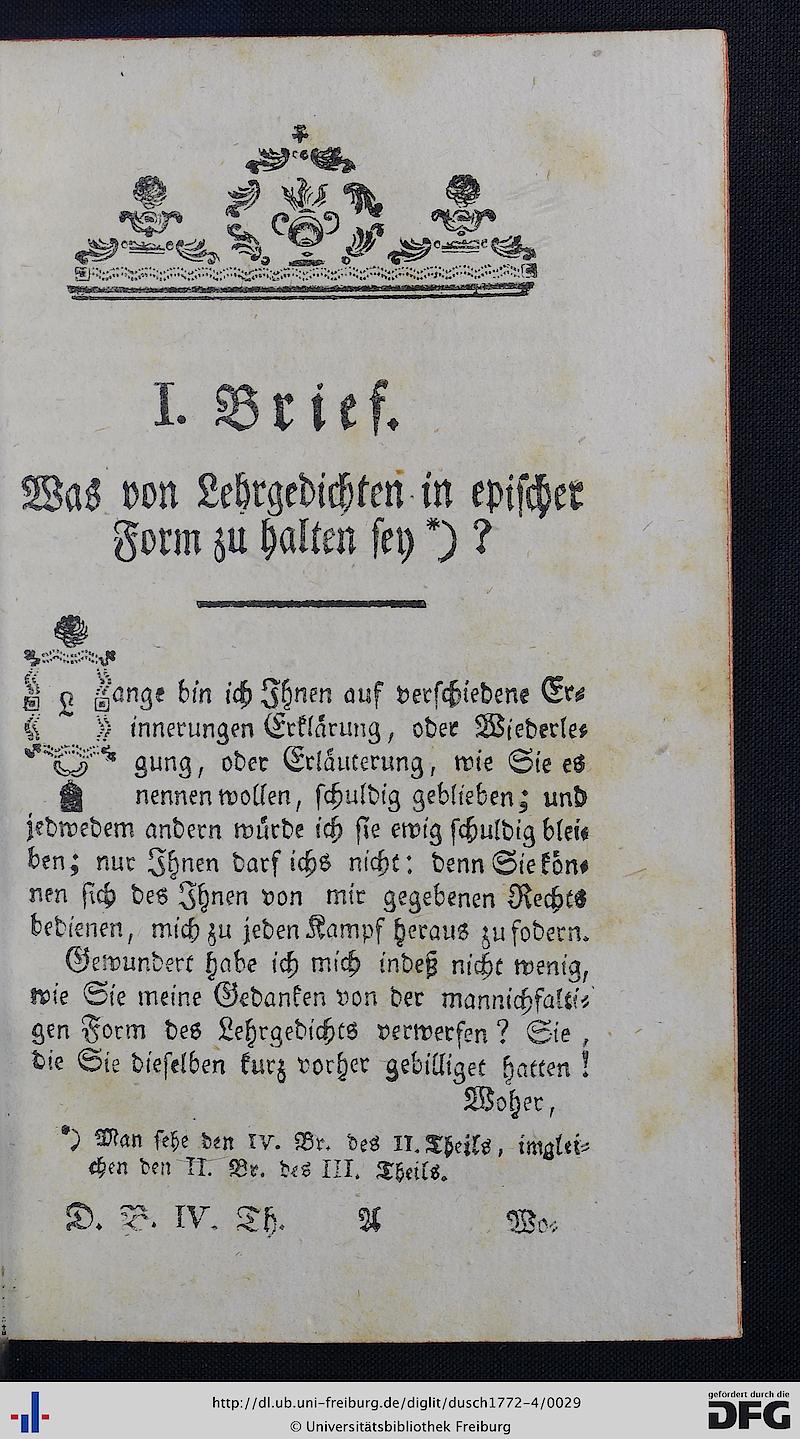 I. Brief.
Was von Lehrgedichten in epischer
Form zu halten sey *) ?
Lange bin ich Ihnen auf verschiedene Er-
innerungen Erklärung, oder Wiederle-
gung, oder Erläuterung, wie Sie es
nennen wollen, schuldig geblieben; und
jedwedem andern würde ich sie ewig schuldig blei-
ben; nur Ihnen darf ichs nicht: denn Sie kön-
nen sich des Ihnen von mir gegebenen Rechts
bedienen, mich zu jeden Kampf heraus zu fodern.
Gewundert habe ich mich indeß nicht wenig,
wie Sie meine Gedanken von der mannichfalti-
gen Form des Lehrgedichts verwerfen? Sie,
die Sie dieselben kurz vorher gebilliget hatten!
Woher,
*) Man sehe den IV. Br. des II. Theils, imglei-
chen den II. Br. des III. Theils.
D. B. IV. Th. A Wo-
http://dl.ub.uni-freiburg.de/diglit/dusch1772-4/0029
© Universitätsbibliothek Freiburg
gefördert durch die
DFG